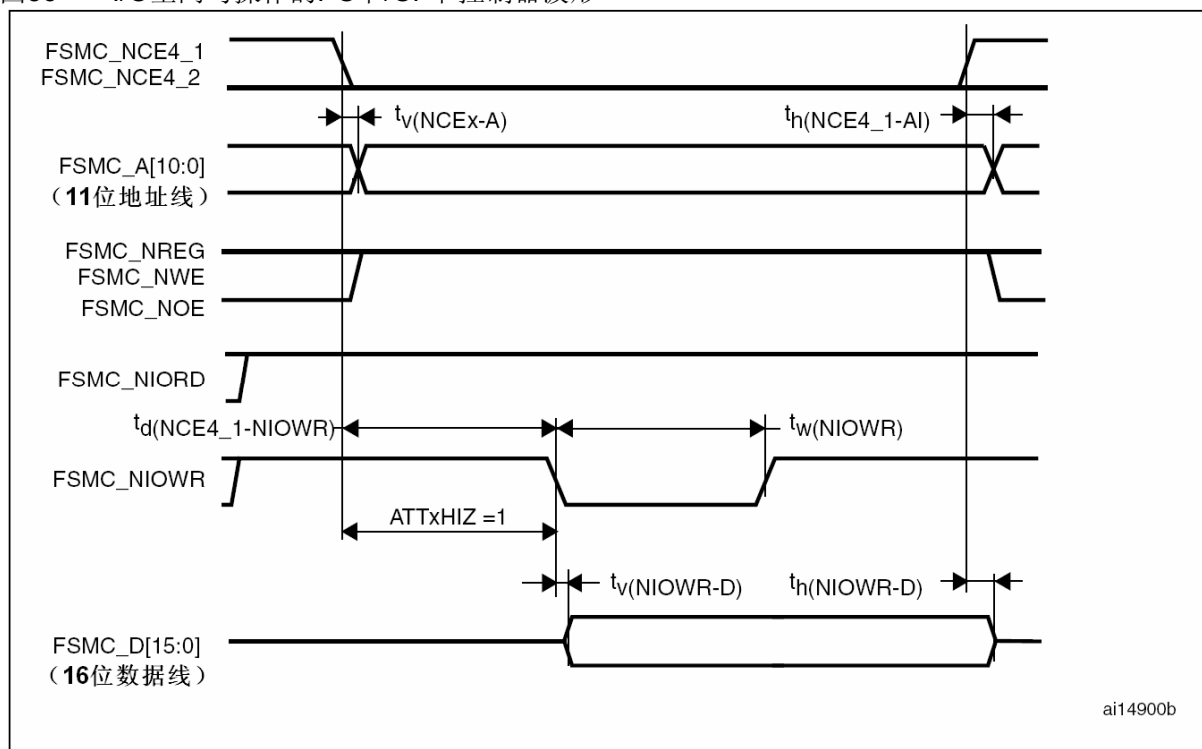 FSMC_NCE4_1
FSMC_NCE4_2
tv(NCEx-A)
th(NCE4_1-AI)
FSMC_A[10:0]
（11位地址线）
FSMC_NREG
FSMC_NWE
FSMC_NOE
FSMC_NIORD
td(NCE4_1-NIOWR)
tw(NIOWR)
FSMC_NIOWR
ATTxHIZ =1
tv(NIOWR-D)
th(NIOWR-D)
FSMC_D[15:0]
（16位数据线）
ai14900b